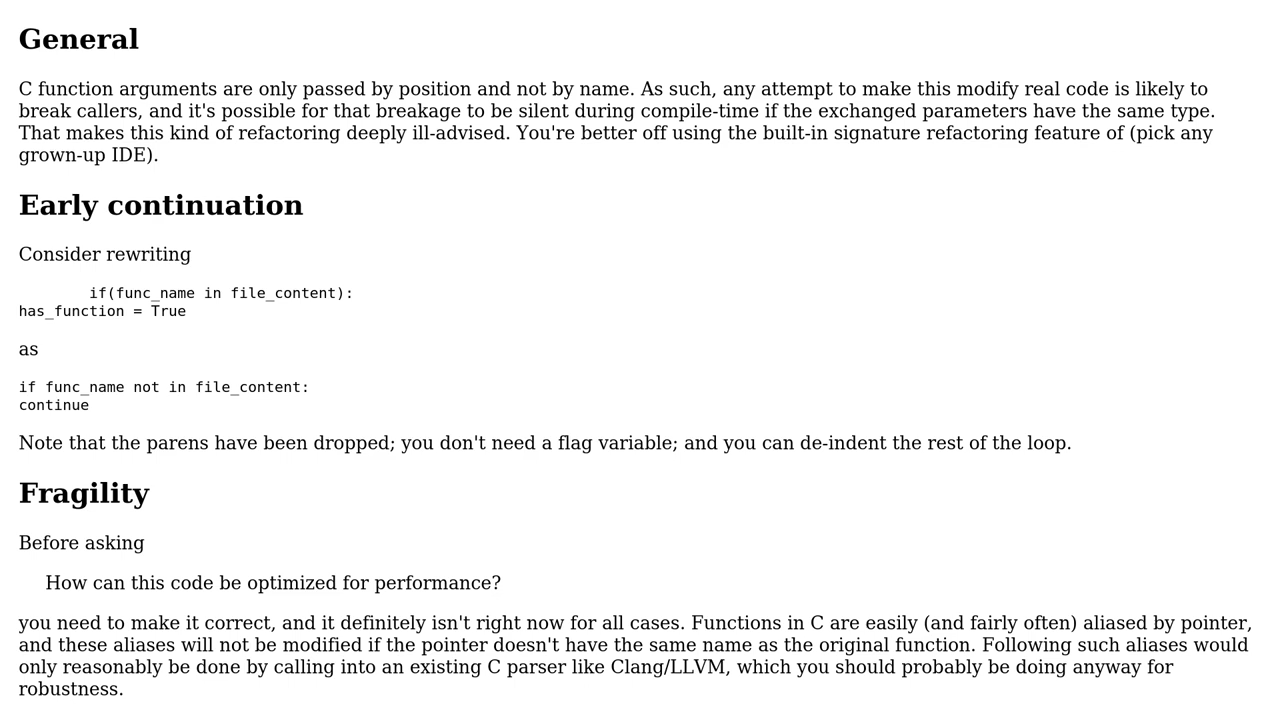 General
C function arguments are only passed by position and not by name. As such, any attempt to make this modify real code is likely to
break callers, and it's possible for that breakage to be silent during compile-time if the exchanged parameters have the same type.
That makes this kind of refactoring deeply ill-advised. You're better off using the built-in signature refactoring feature of (pick any
grown-up IDE).
Early continuation
Consider rewriting
        if(func_name in file_content):
has_function = True
as
if func_name not in file_content:
continue
Note that the parens have been dropped; you don't need a flag variable; and you can de-indent the rest of the loop.
Fragility
Before asking
How can this code be optimized for performance?
you need to make it correct, and it definitely isn't right now for all cases. Functions in C are easily (and fairly often) aliased by pointer,
and these aliases will not be modified if the pointer doesn't have the same name as the original function. Following such aliases would
only reasonably be done by calling into an existing C parser like Clang/LLVM, which you should probably be doing anyway for
robustness.